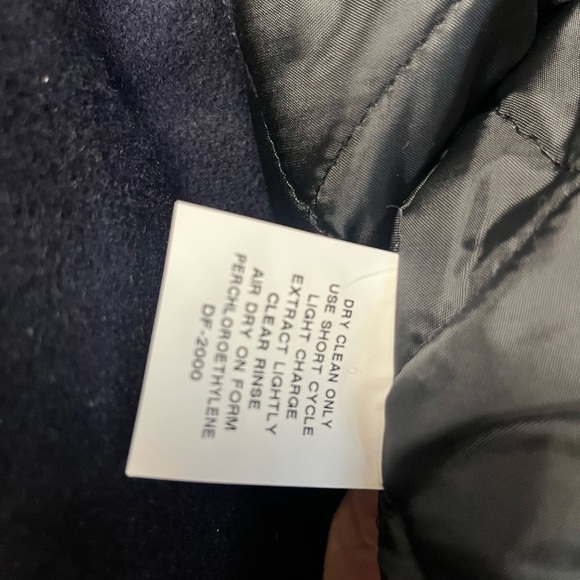 DRY CLEAN ONLY
USE SHORT CYCLE
LIGHT CHARGE
EXTRACT LIGHTLY
CLEAR RINSE
AIR DRY ON FORM
PERCHLOROETHYLENE
DF-2000